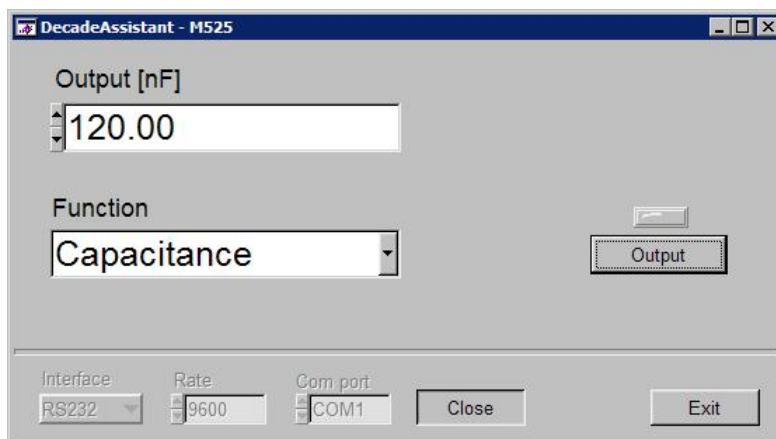 DecadeAssistant - M525
Output [nF]
120.00
Function
Capacitance
Output
Interface
Rate
Com port
RS232
9600
COM1
Close
Exit